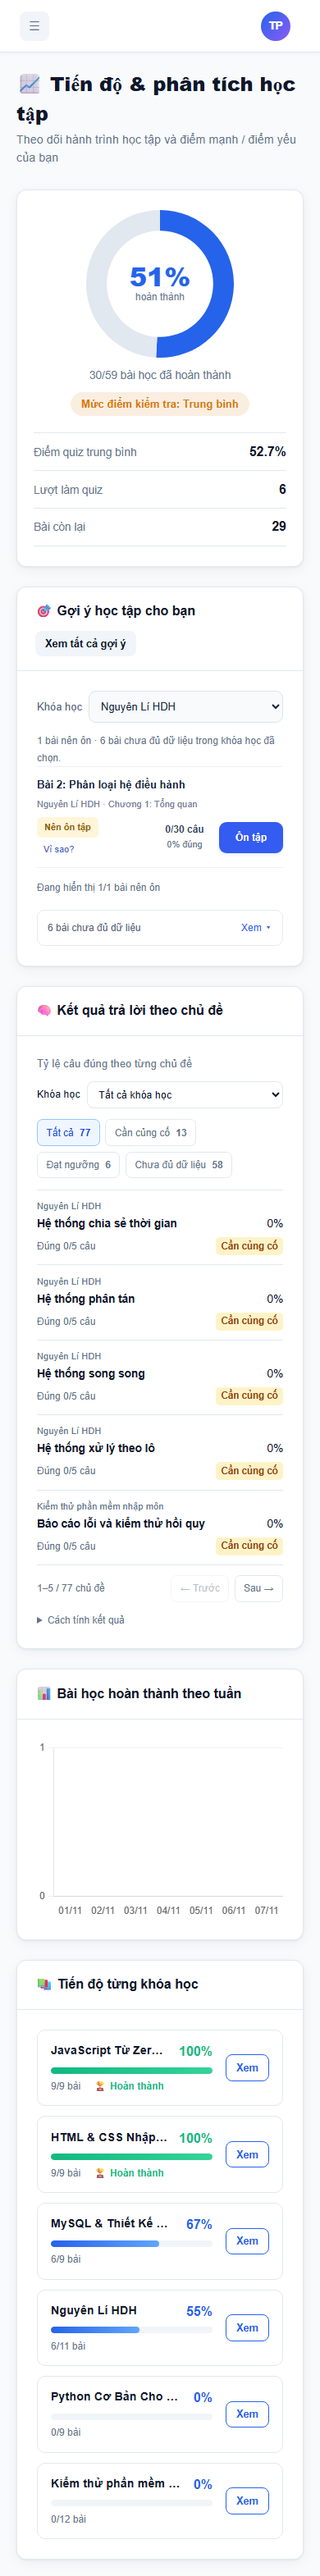 ☰
TP
Tiến độ & phân tích học
tập
Theo dõi hành trình học tập và điểm mạnh / điểm yếu
của bạn
51%
hoàn thành
30/59 bài học đã hoàn thành
Mức điểm kiểm tra: Trung bình
Điểm quiz trung bình 52.7%
Lượt làm quiz 6
Bài còn lại 29
Gợi ý học tập cho bạn
Xem tất cả gợi ý
Khóa học Nguyên Lí HDH
1 bài nên ôn · 6 bài chưa đủ dữ liệu trong khóa học đã
chọn.
Bài 2: Phân loại hệ điều hành
Nguyên Lí HDH · Chương 1: Tổng quan
Nên ôn tập
Vì sao?
0/30 câu
0% đúng
Ôn tập
Đang hiển thị 1/1 bài nên ôn
6 bài chưa đủ dữ liệu Xem
Kết quả trả lời theo chủ đề
Tỷ lệ câu đúng theo từng chủ đề
Khóa học Tất cả khóa học
Tất cả 77 Cần củng cố 13
Đạt ngưỡng 6 Chưa đủ dữ liệu 58
Nguyên Lí HDH
Hệ thống chia sẻ thời gian 0%
Đúng 0/5 câu Cần củng cố
Nguyên Lí HDH
Hệ thống phân tán 0%
Đúng 0/5 câu Cần củng cố
Nguyên Lí HDH
Hệ thống song song 0%
Đúng 0/5 câu Cần củng cố
Nguyên Lí HDH
Hệ thống xử lý theo lô 0%
Đúng 0/5 câu Cần củng cố
Kiểm thử phần mềm nhập môn
Báo cáo lỗi và kiểm thử hồi quy 0%
Đúng 0/5 câu Cần củng cố
1–5 / 77 chủ đề ← Trước Sau →
▶ Cách tính kết quả
Bài học hoàn thành theo tuần
1
0
01/11 02/11 03/11 04/11 05/11 06/11 07/11
Tiến độ từng khóa học
JavaScript Từ Zer... 100%
9/9 bài Hoàn thành
Xem
HTML & CSS Nhập... 100%
9/9 bài Hoàn thành
Xem
MySQL & Thiết Kế ... 67%
6/9 bài
Xem
Nguyên Lí HDH 55%
6/11 bài
Xem
Python Cơ Bản Cho ... 0%
0/9 bài
Xem
Kiểm thử phần mềm ... 0%
0/12 bài
Xem